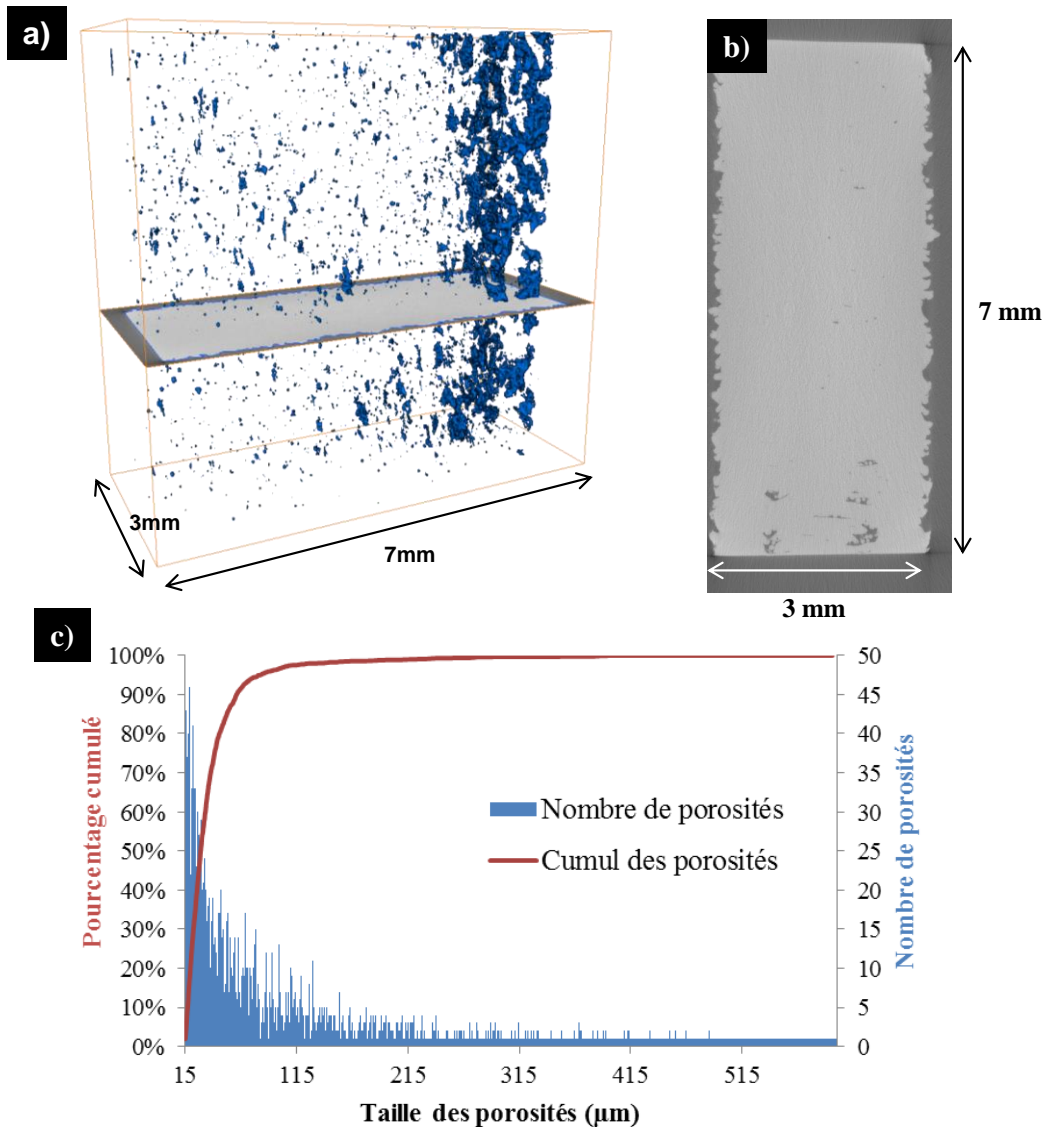 a)
3mm
7mm
b)
7 mm
3 mm
c)
100%
90%
80%
70%
60%
50%
40%
30%
20%
10%
0%
Pourcentage cumulé
50
45
40
35
30
25
20
15
10
5
0
Nombre de porosités
Nombre de porosités
Cumul des porosités
15
115
215
315
415
515
Taille des porosités (µm)